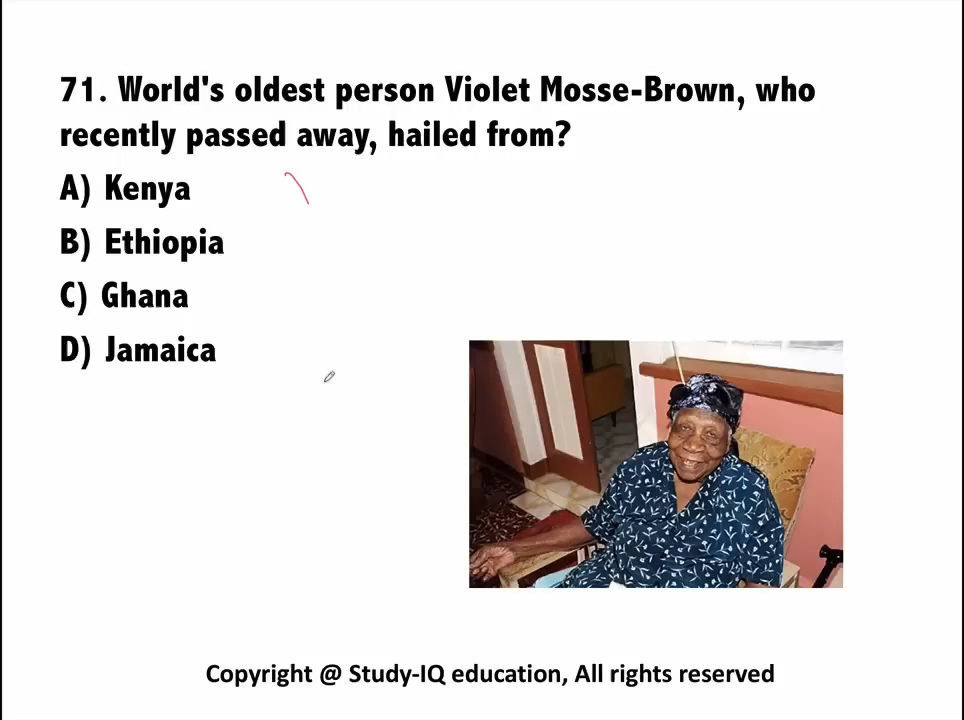 71. World's oldest person Violet Mosse-Brown, who
recently passed away, hailed from?
A) Kenya
B) Ethiopia
C) Ghana
D) Jamaica
Copyright @ Study-IQ education, All rights reserved